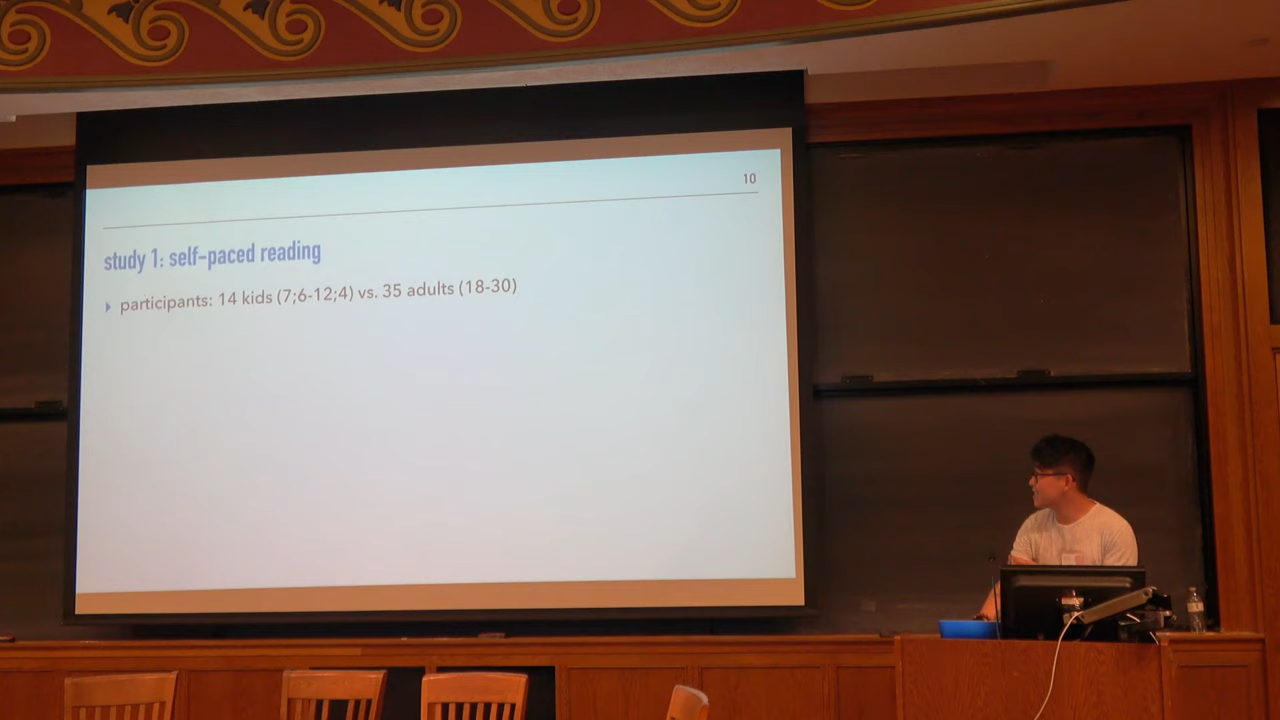 10
study 1: self-paced reading
participants: 14 kids (7;6-12;4) vs. 35 adults (18-30)